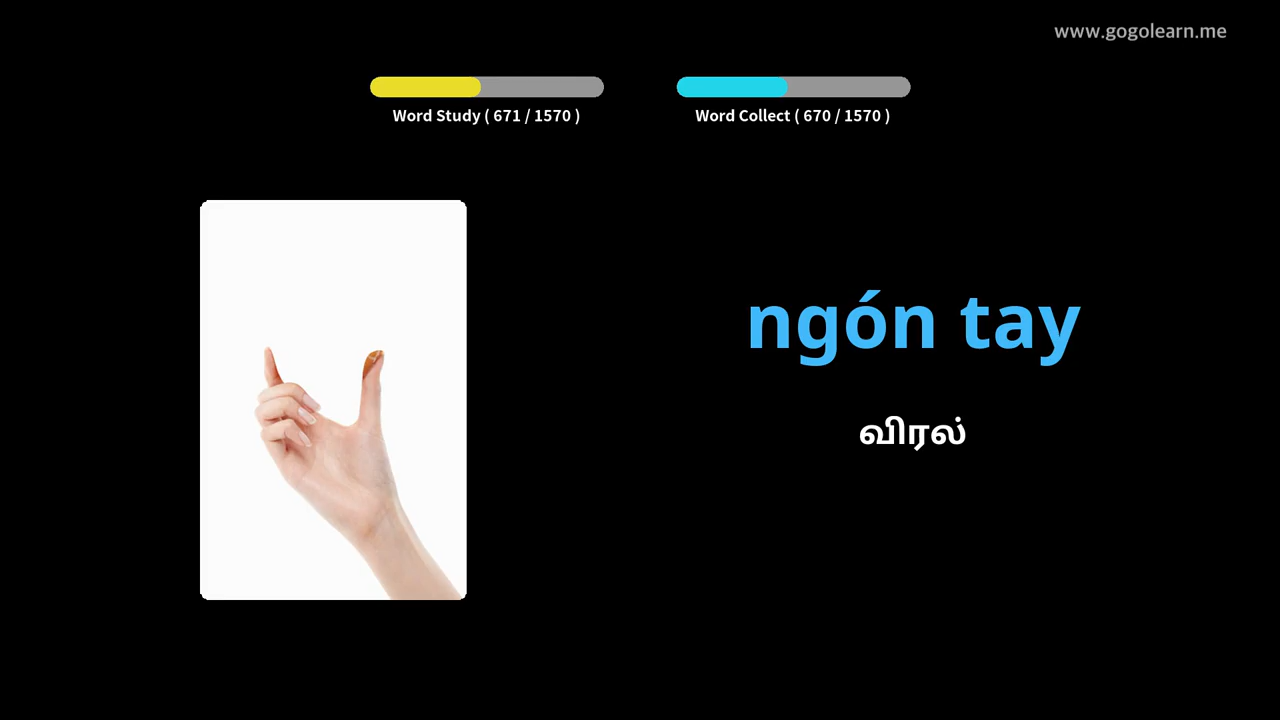 www.gogolearn.me
Word Study ( 671 / 1570 )
Word Collect ( 670 / 1570 )
ngón tay
விரல்